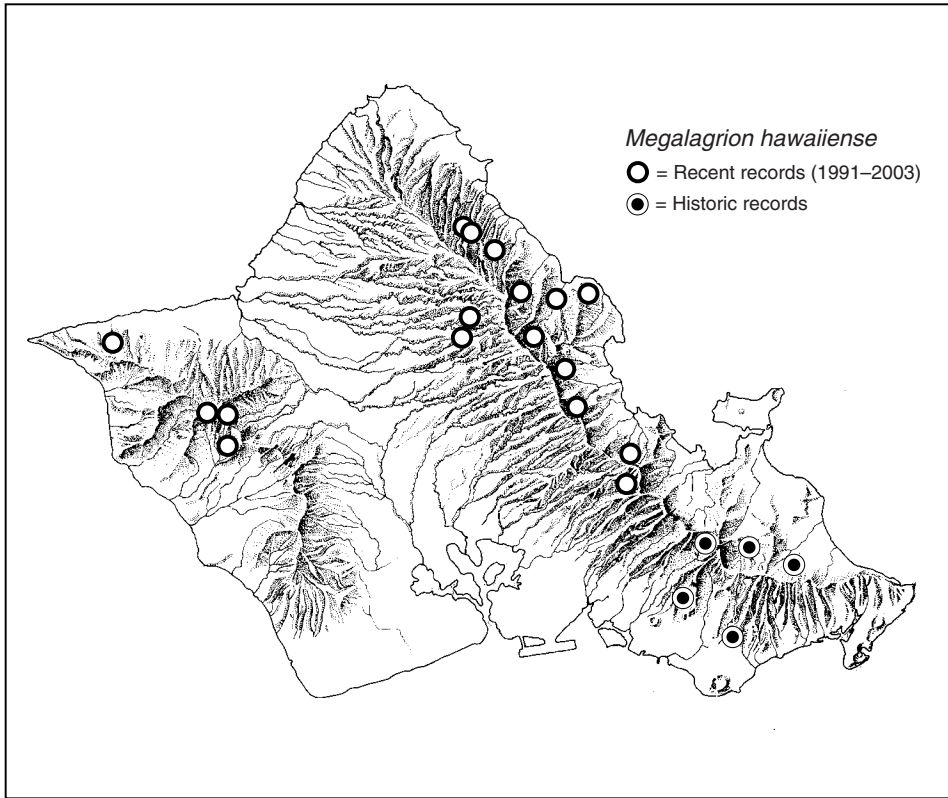 Megalagrion hawaiiense
= Recent records (1991–2003)
= Historic records